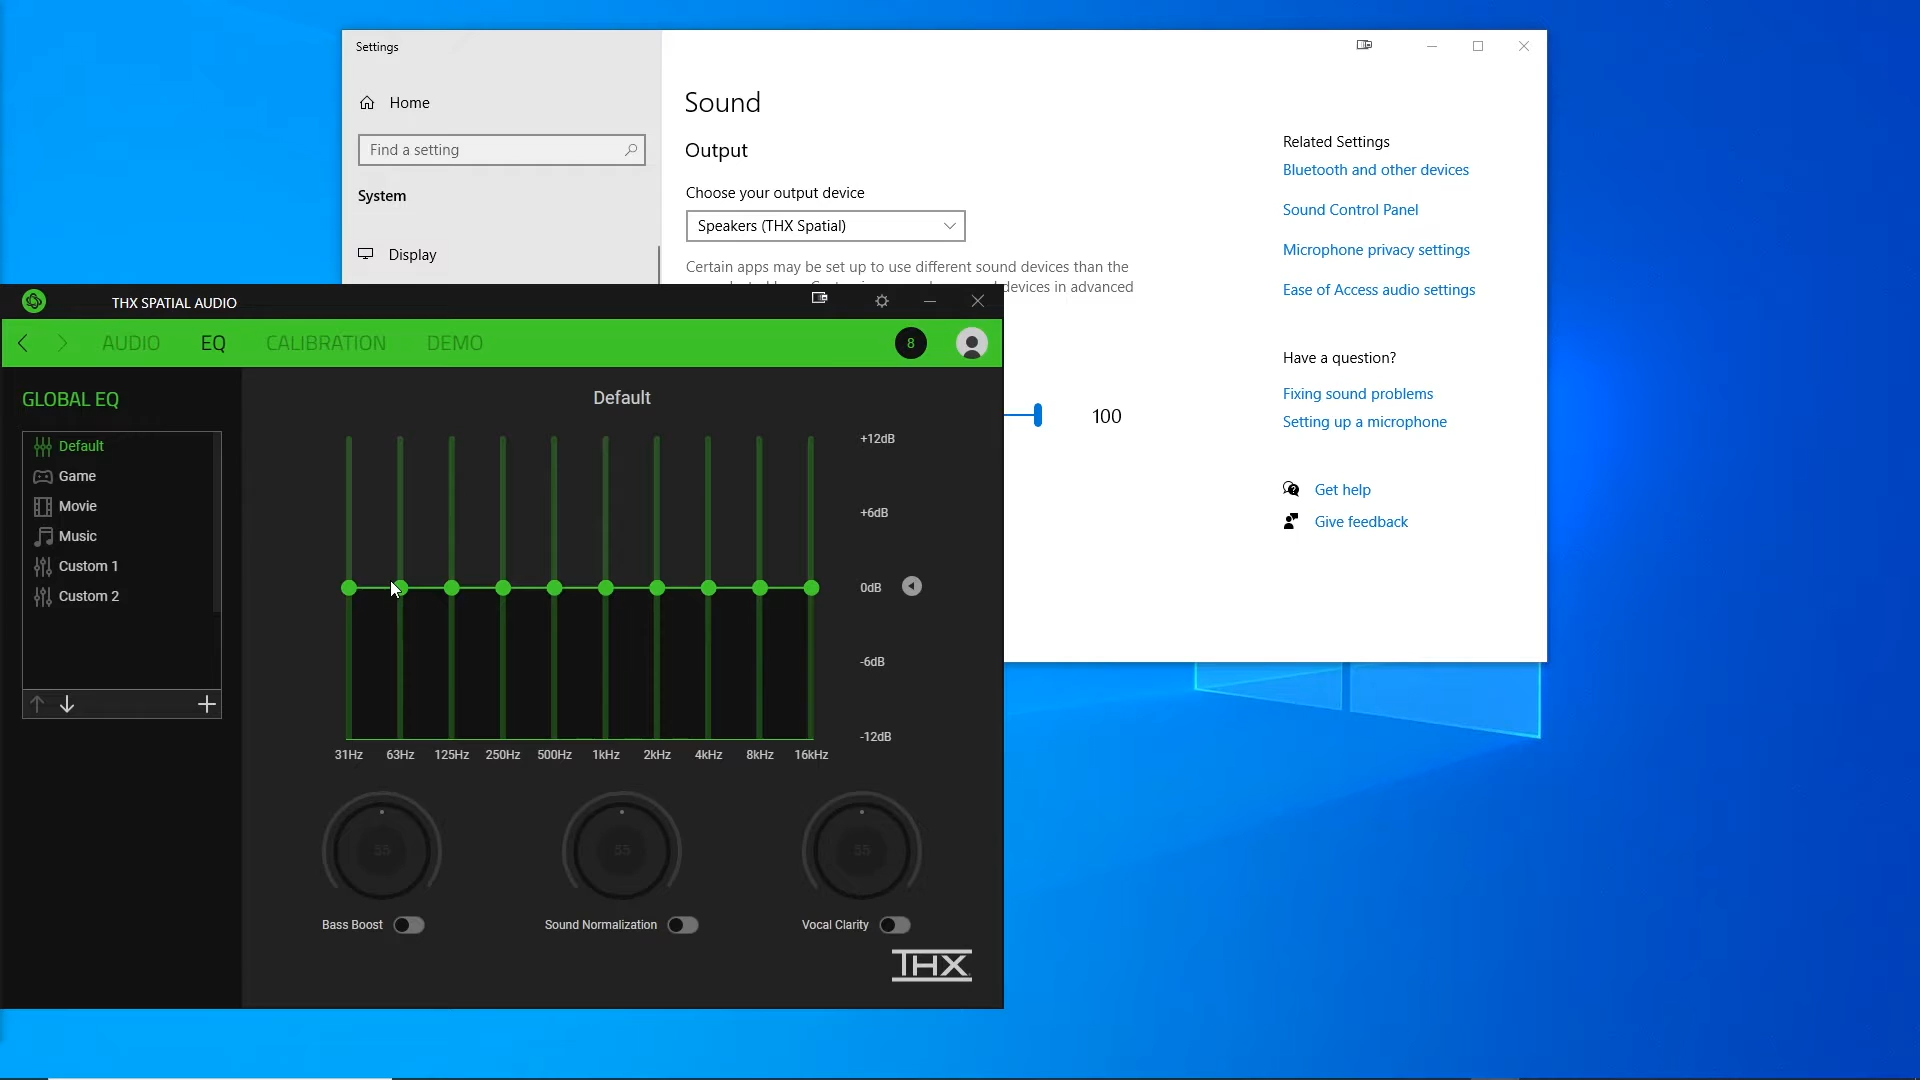 Settings
Home
Find a setting
System
Display
Sound
Output
Choose your output device
Speakers (THX Spatial)
Certain apps may be set up to use different sound devices than the
devices in advanced
100
Related Settings
Bluetooth and other devices
Sound Control Panel
Microphone privacy settings
Ease of Access audio settings
Have a question?
Fixing sound problems
Setting up a microphone
Get help
Give feedback
THX SPATIAL AUDIO
AUDIO
EQ
CALIBRATION
DEMO
8
GLOBAL EQ
Default
Game
Movie
Music
Custom 1
Custom 2
Default
+12dB
+6dB
0dB
-6dB
-12dB
31Hz 63Hz 125Hz 250Hz 500Hz 1kHz 2kHz 4kHz 8kHz 16kHz
55 55 55
Bass Boost
Sound Normalization
Vocal Clarity
THX